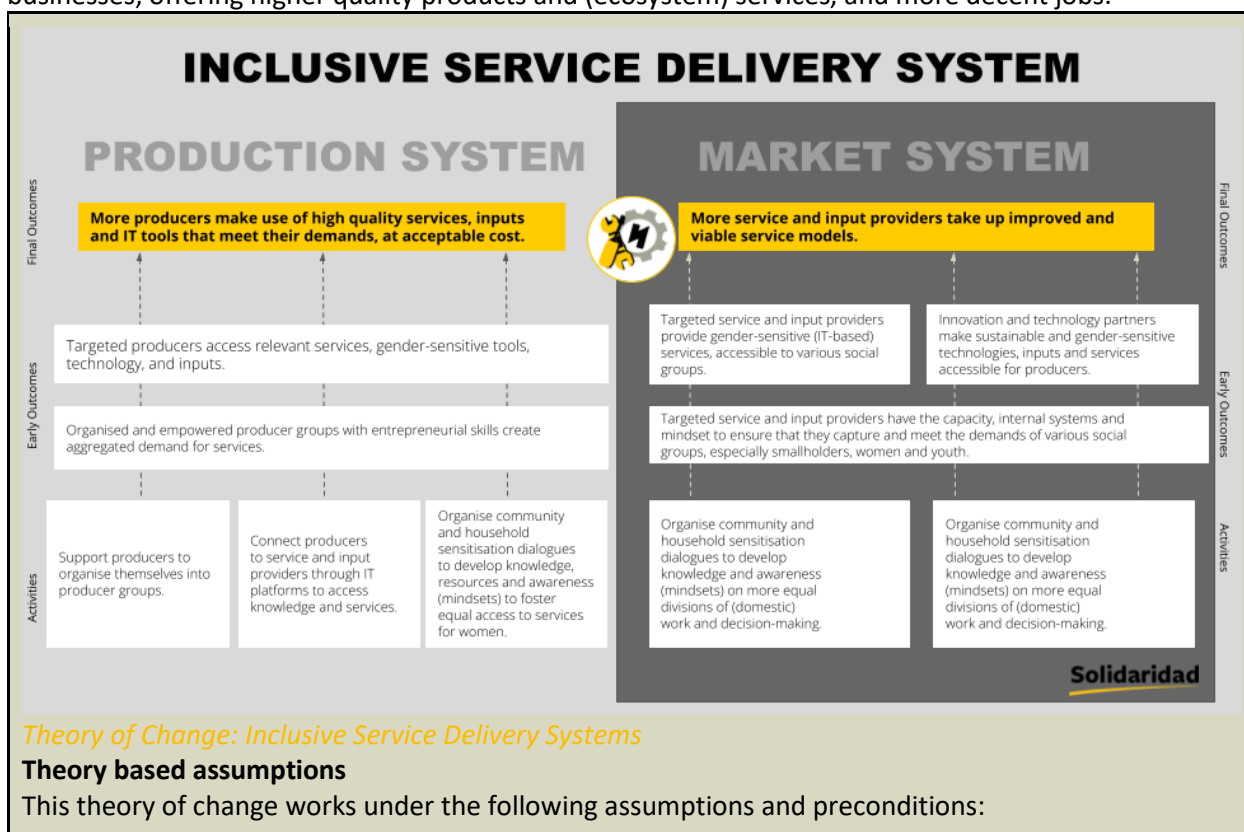 businesses, offering higher quality products and (ecosystem) services, and more decent jobs.
INCLUSIVE SERVICE DELIVERY SYSTEM
PRODUCTION SYSTEM
MARKET SYSTEM
Final Outcomes
More producers make use of high quality services, inputs
and IT tools that meet their demands, at acceptable cost.
More service and input providers take up improved and
viable service models.
Final Outcomes
Early Outcomes
Targeted producers access relevant services, gender-sensitive tools,
technology, and inputs.
Organised and empowered producer groups with entrepreneurial skills create
aggregated demand for services.
Targeted service and input providers
provide gender-sensitive (IT-based)
services, accessible to various social
groups.
Innovation and technology partners
make sustainable and gender-sensitive
technologies, inputs and services
accessible for producers.
Targeted service and input providers have the capacity, internal systems and
mindset to ensure that they capture and meet the demands of various social
groups, especially smallholders, women and youth.
Early Outcomes
Activities
Support producers to
organise themselves into
producer groups.
Connect producers
to service and input
providers through IT
platforms to access
knowledge and services.
Organise community
and household
sensitisation dialogues
to develop knowledge,
resources and awareness
(mindsets) to foster
equal access to services
for women.
Organise community and
household sensitisation
dialogues to develop
knowledge and awareness
(mindsets) on more equal
divisions of (domestic)
work and decision-making.
Organise community and
household sensitisation
dialogues to develop
knowledge and awareness
(mindsets) on more equal
divisions of (domestic)
work and decision-making.
Activities
Solidaridad
Theory of Change: Inclusive Service Delivery Systems
Theory based assumptions
This theory of change works under the following assumptions and preconditions: